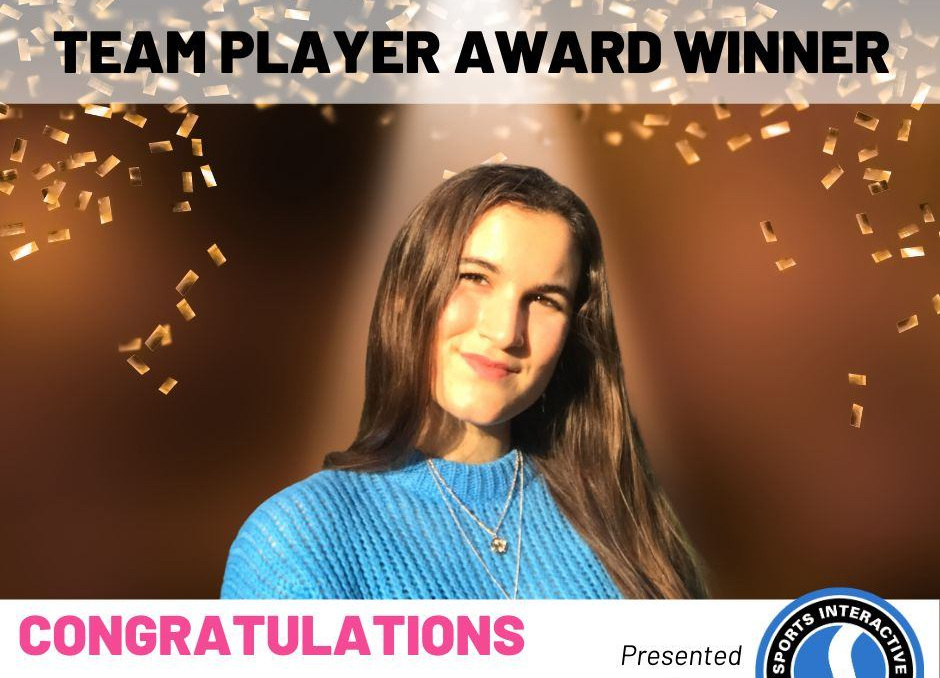 TEAM PLAYER AWARD WINNER
CONGRATULATIONS
Presented
SPORTS INTERACTIVE